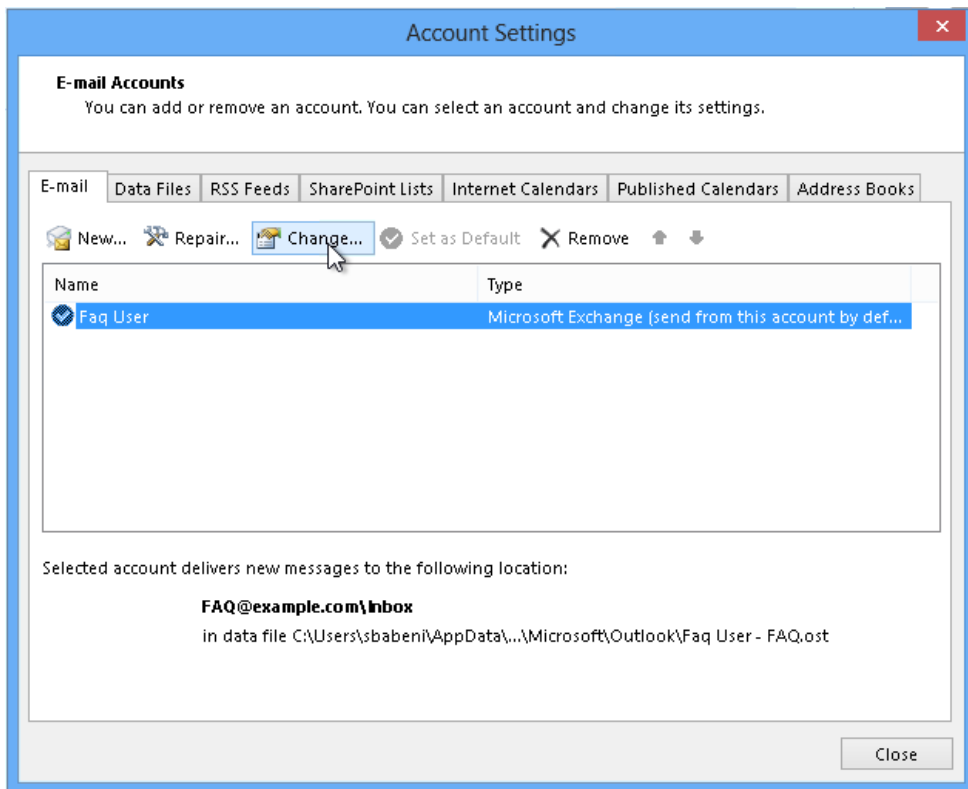 Account Settings
E-mail Accounts
You can add or remove an account. You can select an account and change its settings.
E-mail Data Files RSS Feeds SharePoint Lists Internet Calendars Published Calendars Address Books
New... Repair... Change... Set as Default Remove
Name Type
Faq User Microsoft Exchange (send from this account by def...
Selected account delivers new messages to the following location:
FAQ@example.com\Inbox
in data file C:\Users\sbabeni\AppData\...\Microsoft\Outlook\Faq User - FAQ.ost
Close